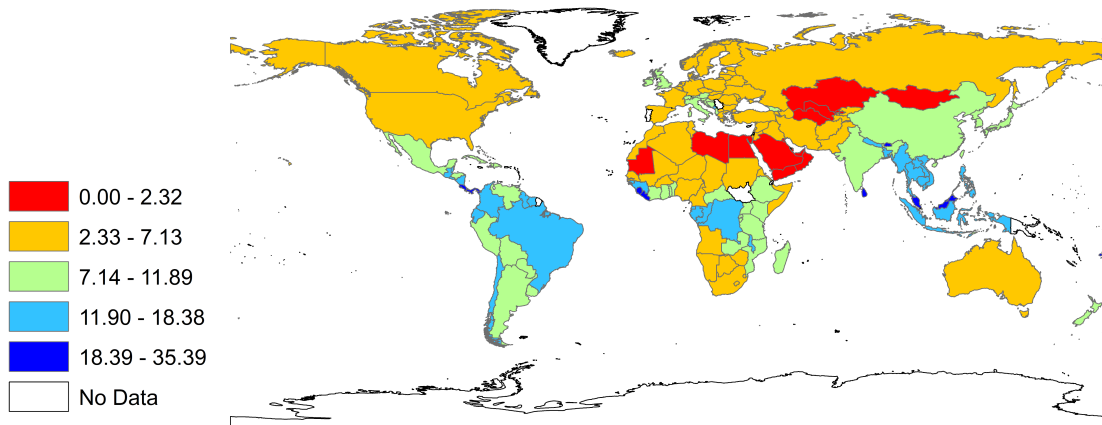 0.00 - 2.32
2.33 - 7.13
7.14 - 11.89
11.90 - 18.38
18.39 - 35.39
No Data